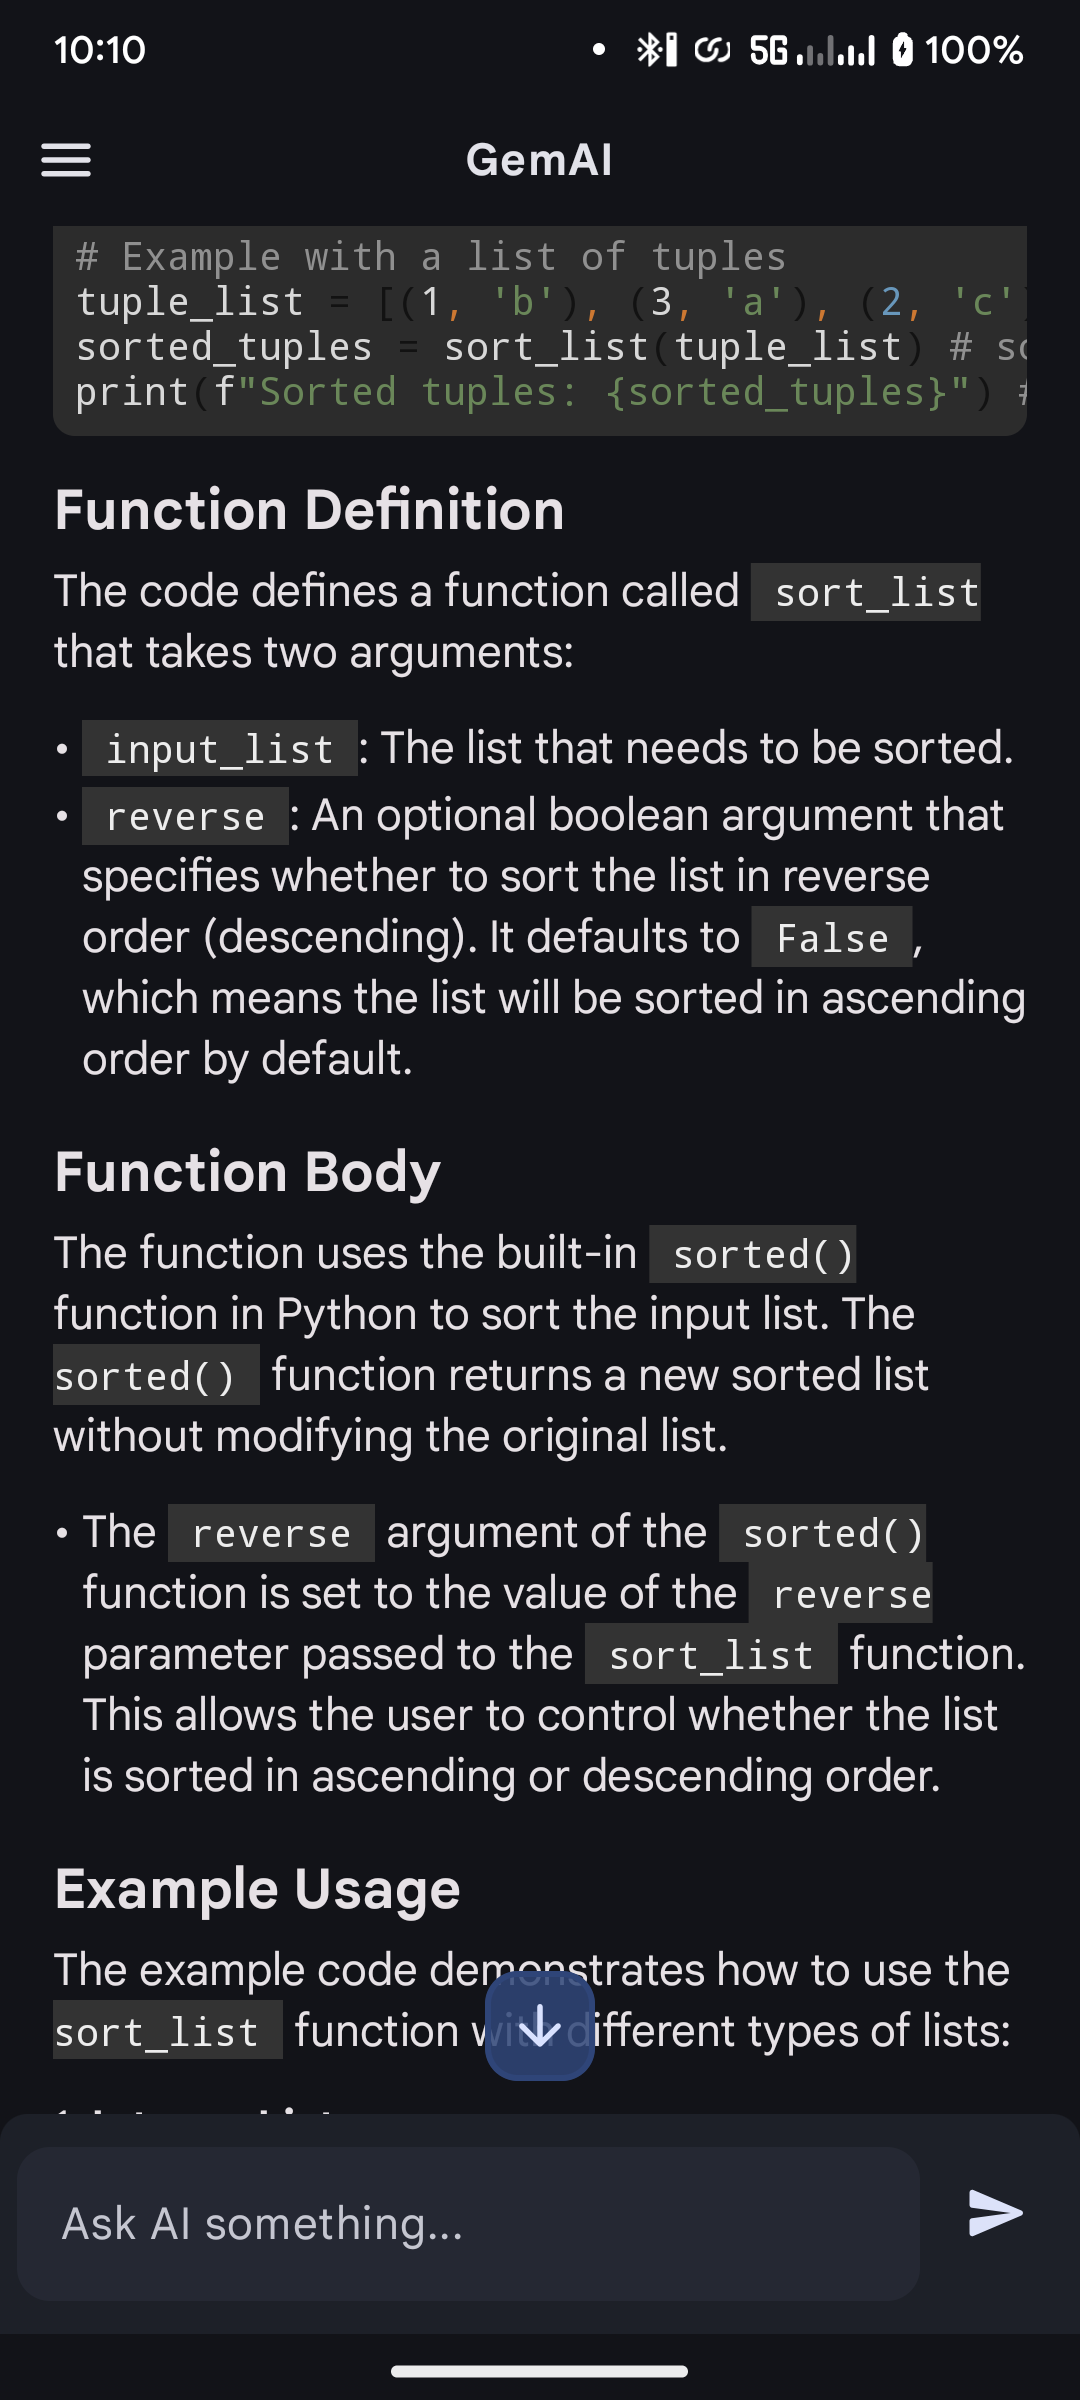 10:10
5G 100%
GemAI
# Example with a list of tuples
tuple_list = [(1, 'b'), (3, 'a'), (2, 'c')
sorted_tuples = sort_list(tuple_list) # so
print(f"Sorted tuples: {sorted_tuples}") #
Function Definition
The code defines a function called sort_list
that takes two arguments:
• input_list : The list that needs to be sorted.
• reverse : An optional boolean argument that
specifies whether to sort the list in reverse
order (descending). It defaults to False ,
which means the list will be sorted in ascending
order by default.
Function Body
The function uses the built-in sorted()
function in Python to sort the input list. The
sorted() function returns a new sorted list
without modifying the original list.
• The reverse argument of the sorted()
function is set to the value of the reverse
parameter passed to the sort_list function.
This allows the user to control whether the list
is sorted in ascending or descending order.
Example Usage
The example code demonstrates how to use the
sort_list function with different types of lists:
Ask AI something...